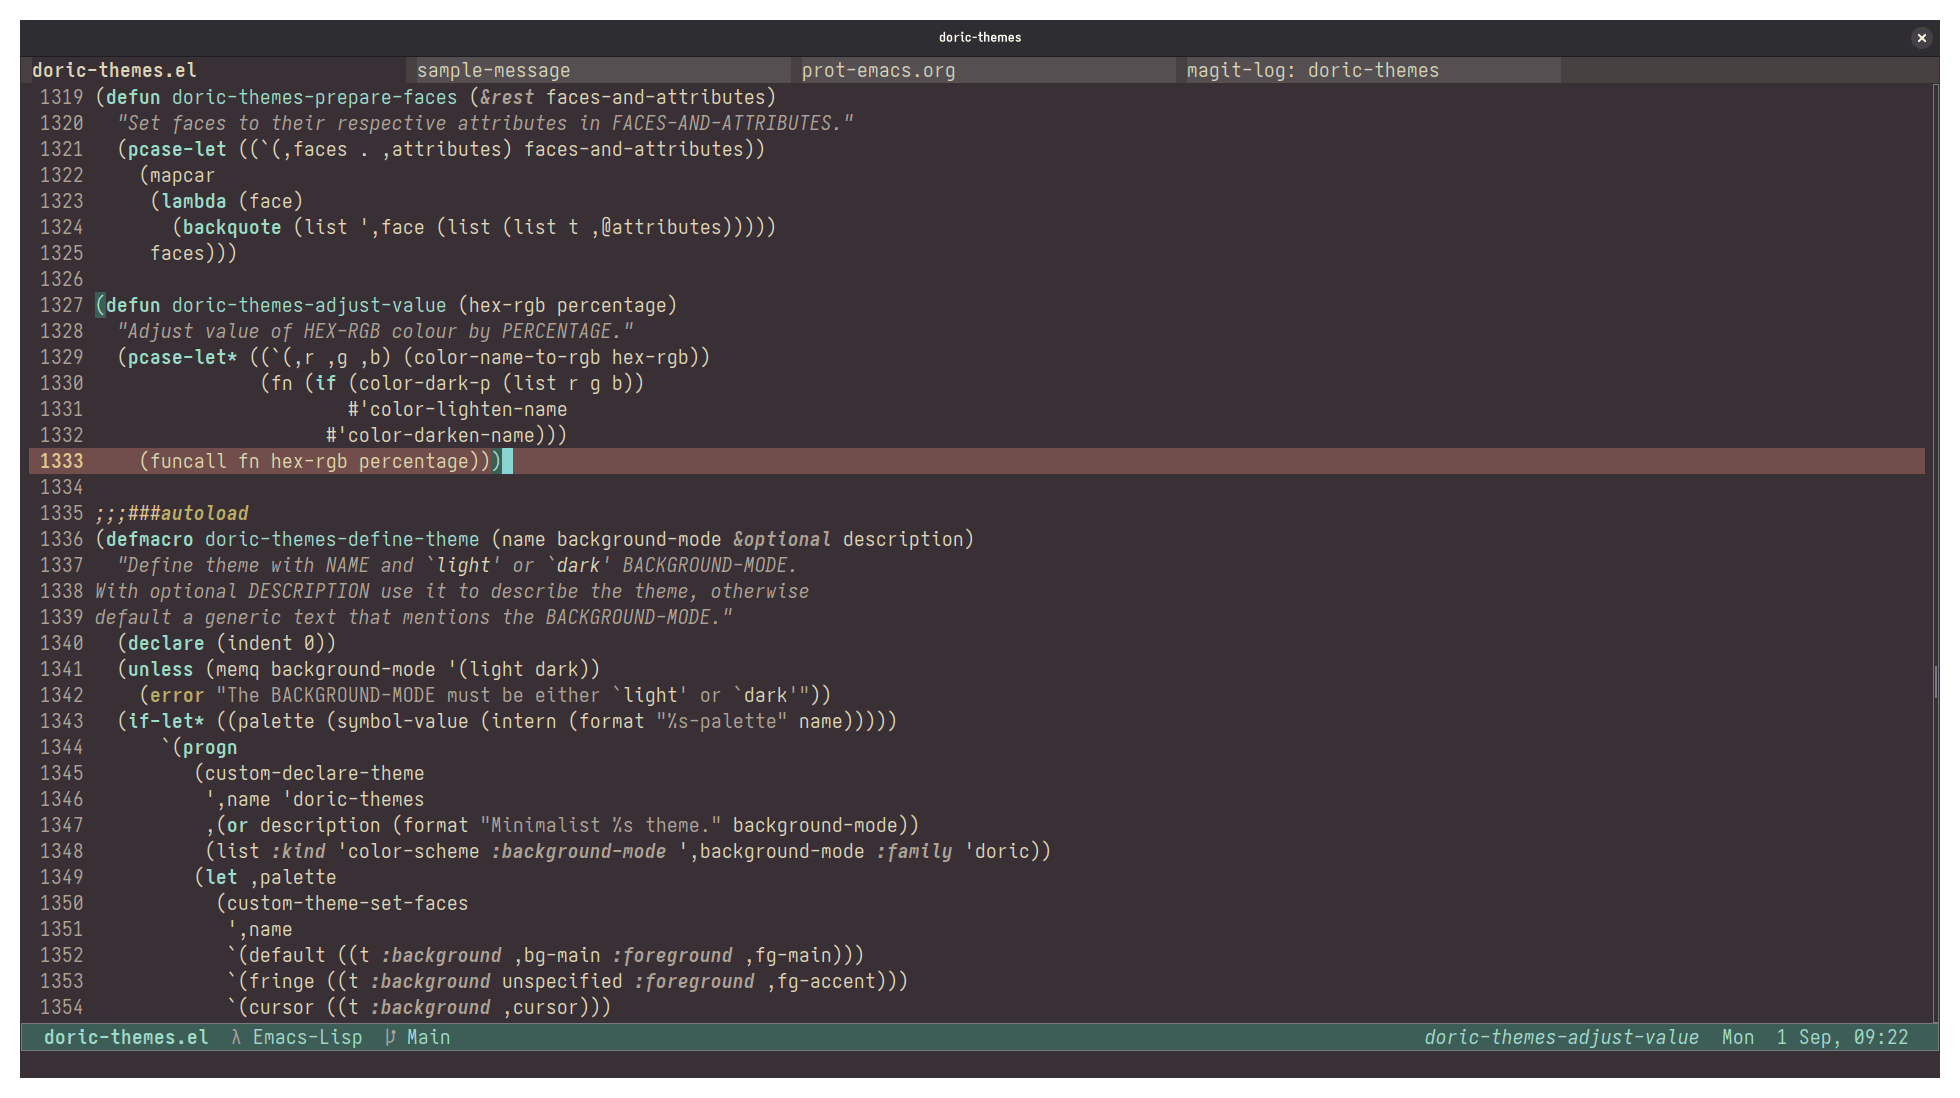 doric-themes
doric-themes.el sample-message prot-emacs.org magit-log: doric-themes
1319 (defun doric-themes-prepare-faces (&rest faces-and-attributes)
1320   "Set faces to their respective attributes in FACES-AND-ATTRIBUTES."
1321   (pcase-let ((`(,faces . ,attributes) faces-and-attributes))
1322     (mapcar
1323      (lambda (face)
1324        (backquote (list ',face (list (list t ,@attributes)))))
1325      faces)))
1326
1327 (defun doric-themes-adjust-value (hex-rgb percentage)
1328   "Adjust value of HEX-RGB colour by PERCENTAGE."
1329   (pcase-let* ((`(,r ,g ,b) (color-name-to-rgb hex-rgb))
1330                (fn (if (color-dark-p (list r g b))
1331                        #'color-lighten-name
1332                      #'color-darken-name)))
1333     (funcall fn hex-rgb percentage)))
1334
1335 ;;;###autoload
1336 (defmacro doric-themes-define-theme (name background-mode &optional description)
1337   "Define theme with NAME and `light' or `dark' BACKGROUND-MODE.
1338 With optional DESCRIPTION use it to describe the theme, otherwise
1339 default a generic text that mentions the BACKGROUND-MODE."
1340   (declare (indent 0))
1341   (unless (memq background-mode '(light dark))
1342     (error "The BACKGROUND-MODE must be either `light' or `dark'"))
1343   (if-let* ((palette (symbol-value (intern (format "%s-palette" name)))))
1344       `(progn
1345          (custom-declare-theme
1346           ',name 'doric-themes
1347           ,(or description (format "Minimalist %s theme." background-mode))
1348           (list :kind 'color-scheme :background-mode ',background-mode :family 'doric))
1349          (let ,palette
1350            (custom-theme-set-faces
1351             ',name
1352             `(default ((t :background ,bg-main :foreground ,fg-main)))
1353             `(fringe ((t :background unspecified :foreground ,fg-accent)))
1354             `(cursor ((t :background ,cursor)))
doric-themes.el λ Emacs-Lisp Main doric-themes-adjust-value Mon 1 Sep, 09:22